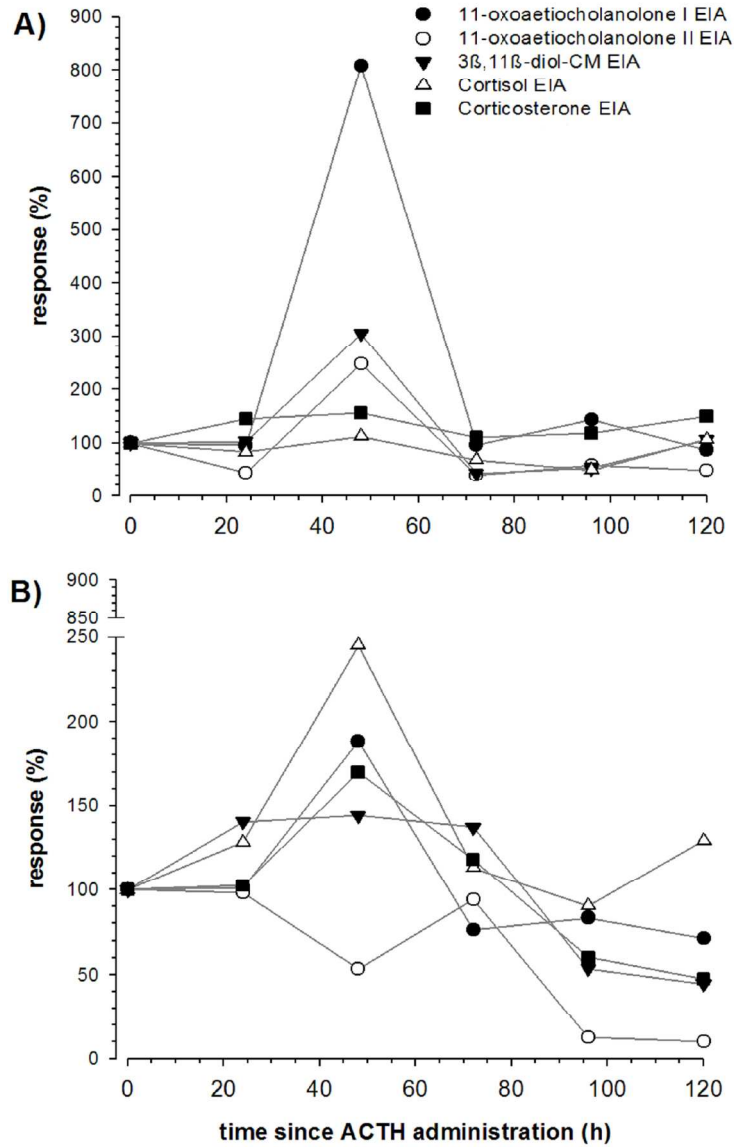 A)
11-oxoaetiocholanolone I EIA
11-oxoaetiocholanolone II EIA
3ß,11ß-diol-CM EIA
Cortisol EIA
Corticosterone EIA
response (%)
900
800
700
600
500
400
300
200
100
0
0 20 40 60 80 100 120
B)
response (%)
900
850
250
200
150
100
50
0
0 20 40 60 80 100 120
time since ACTH administration (h)